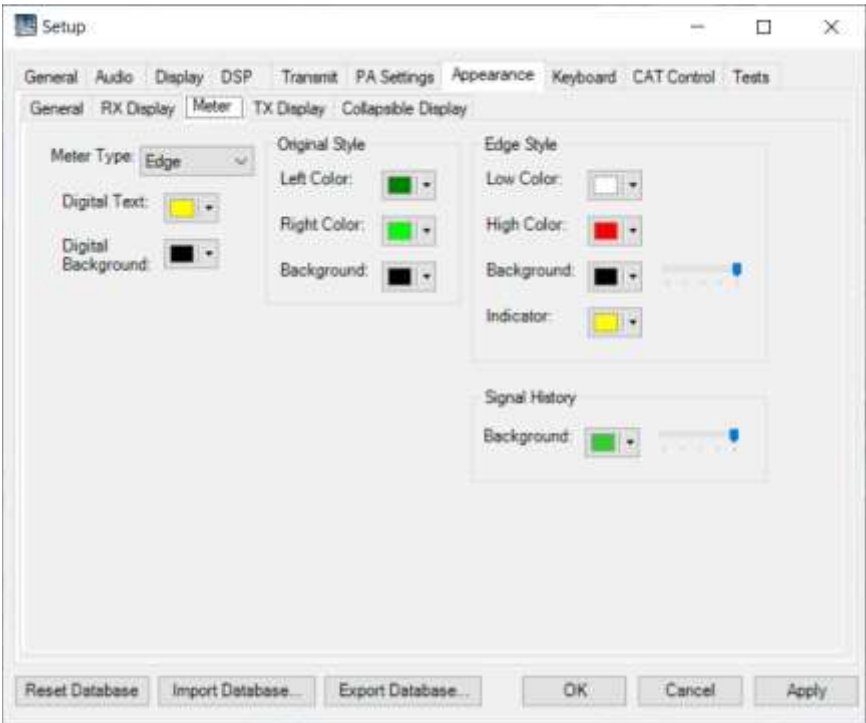 Setup
General Audio Display DSP Transmit PA Settings Appearance Keyboard CAT Control Tests
General RX Display Meter TX Display Collapsible Display
Meter Type: Edge
Digital Text:
Digital
Background:
Original Style
Left Color:
Right Color:
Background:
Edge Style
Low Color:
High Color:
Background:
Indicator:
Signal History
Background:
Reset Database Import Database... Export Database... OK Cancel Apply